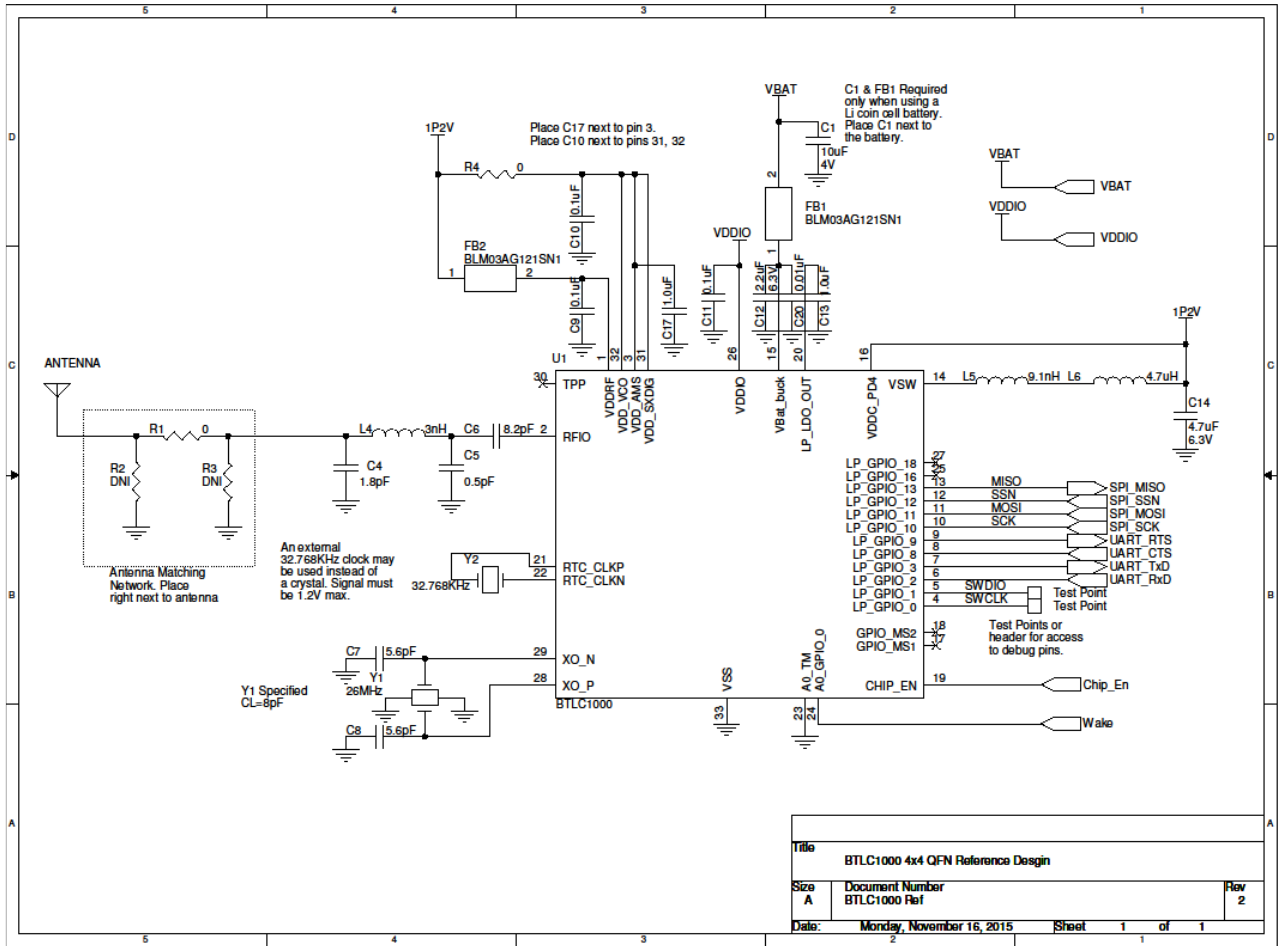 5
4
3
2
1
D
D
C
C
B
B
A
A
VBAT
C1 & FB1 Required
only when using a
Li coin cell battery.
Place C1 next to
the battery.
C1
10uF
4V
1P2V
Place C17 next to pin 3.
Place C10 next to pins 31, 32
R4
0
VBAT
VBAT
VDDIO
VDDIO
2
FB1
BLM03AG121SN1
1
0.1uF
C10
FB2
BLM03AG121SN1
1
2
VDDIO
0.1uF
C9
1.0uF
C17
0.1uF
C11
2.2uF
6.3V
C12
0.01uF
C20
1.0uF
C13
1P2V
U1
1
32
3
31
26
15
20
16
ANTENNA
30
TPP
VDDRF
VDD_VCO
VDD_AMS
VDD_SXDIG
VDDIO
VBat_buck
LP_LDO_OUT
VDDC_PD4
VSW
14
L5
9.1nH
L6
4.7uH
C14
4.7uF
6.3V
R1
0
L4
3nH
C6
8.2pF
2
RFIO
R2
DNI
R3
DNI
C4
1.8pF
C5
0.5pF
LP_GPIO_18
27
LP_GPIO_16
25
LP_GPIO_13
13
MISO
SPI_MISO
LP_GPIO_12
12
SSN
SPI_SSN
LP_GPIO_11
11
MOSI
SPI_MOSI
LP_GPIO_10
10
SCK
SPI_SCK
LP_GPIO_9
9
UART_RTS
LP_GPIO_8
8
UART_CTS
LP_GPIO_3
7
UART_TxD
LP_GPIO_2
6
UART_RxD
LP_GPIO_1
5
SWDIO
Test Point
LP_GPIO_0
4
SWCLK
Test Point
Antenna Matching
Network. Place
right next to antenna
An external
32.768KHz clock may
be used instead of
a crystal. Signal must
be 1.2V max.
Y2
32.768KHz
21
RTC_CLKP
22
RTC_CLKN
GPIO_MS2
18
GPIO_MS1
17
Test Points or
header for access
to debug pins.
C7
5.6pF
29
XO_N
Y1
26MHz
28
XO_P
Y1 Specified
CL=8pF
C8
5.6pF
BTLC1000
VSS
33
A0_TM
A0_GPIO_0
23
24
CHIP_EN
19
Chip_En
Wake
Title
BTLC1000 4x4 QFN Reference Desgin
Size
A
Document Number
BTLC1000 Ref
Rev
2
Date:
Monday, November 16, 2015
Sheet
1
of
1
5
4
3
2
1